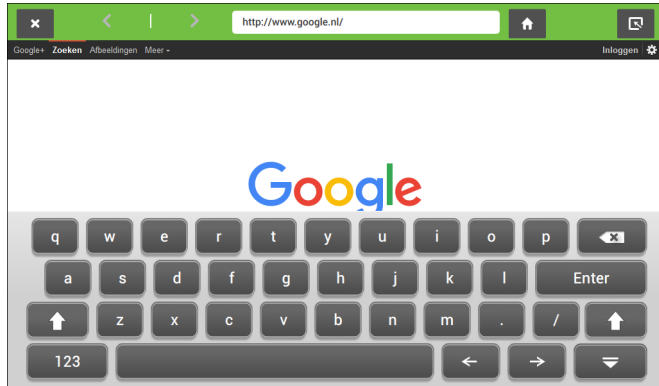 http://www.google.nl/
Google+ Zoeken Afbeeldingen Meer Inloggen
Google
q w e r t y u i o p
a s d f g h j k l Enter
z x c v b n m . /
123